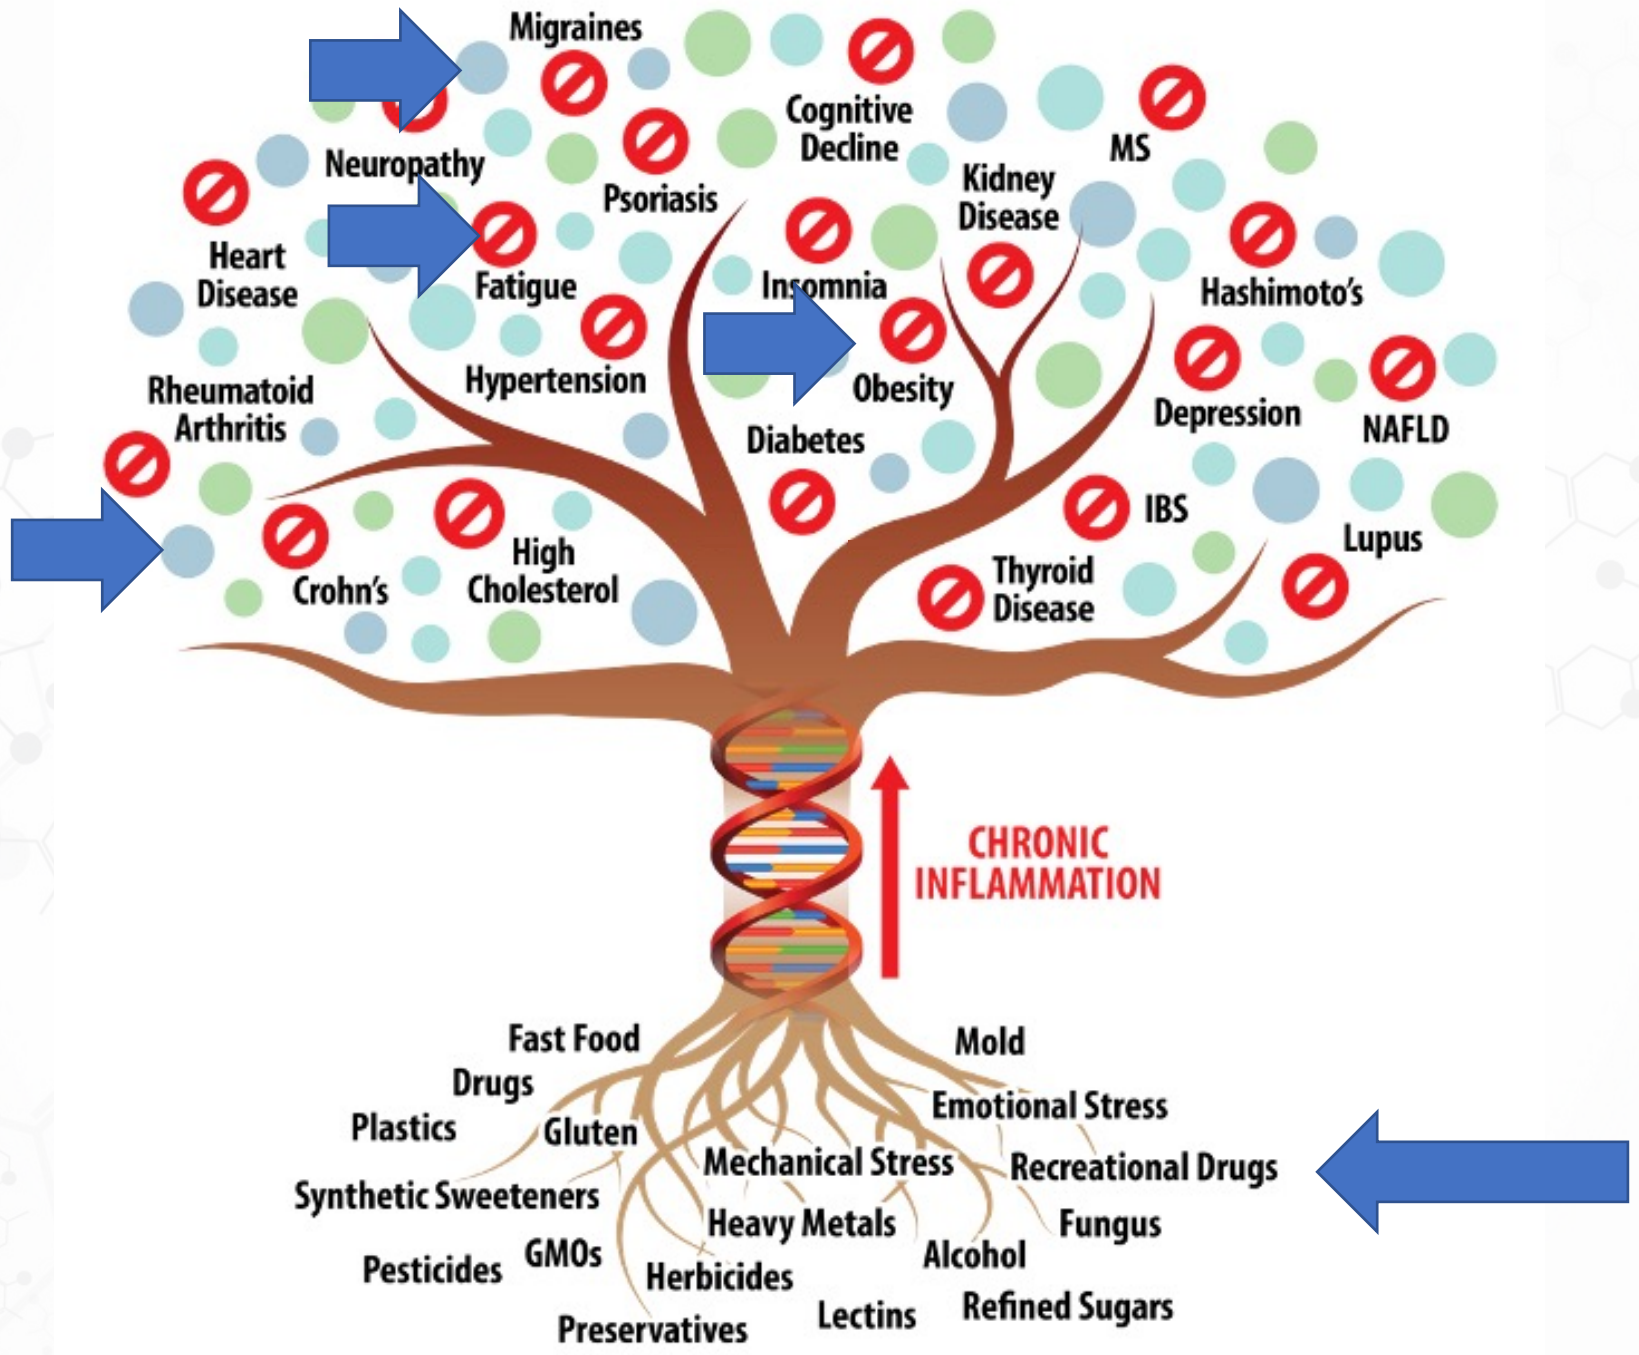 Migraines
Cognitive
Decline
MS
Neuropathy
Psoriasis
Kidney
Disease
Heart
Disease
Fatigue
Insomnia
Hashimoto's
Hypertension
Obesity
Rheumatoid
Arthritis
Diabetes
Depression
NAFLD
IBS
Lupus
Crohn's
High
Cholesterol
Thyroid
Disease
CHRONIC
INFLAMMATION
Fast Food
Mold
Drugs
Emotional Stress
Plastics
Gluten
Mechanical Stress
Recreational Drugs
Synthetic Sweeteners
Heavy Metals
Fungus
Pesticides
GMOs
Herbicides
Alcohol
Preservatives
Lectins
Refined Sugars